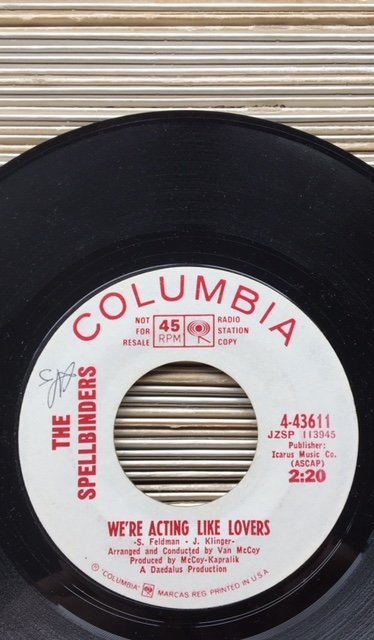 COLUMBIA
NOT FOR RESALE
45 RPM
RADIO STATION COPY
THE SPELLBINDERS
4-43611
JZSP 113945
Publisher:
Icarus Music Co.
(ASCAP)
2:20
WE'RE ACTING LIKE LOVERS
-S. Feldman - J. Klinger-
Arranged and Conducted by Van McCoy
Produced by McCoy-Kapralik
A Daedalus Production
® "COLUMBIA" MARCAS REG. PRINTED IN U.S.A